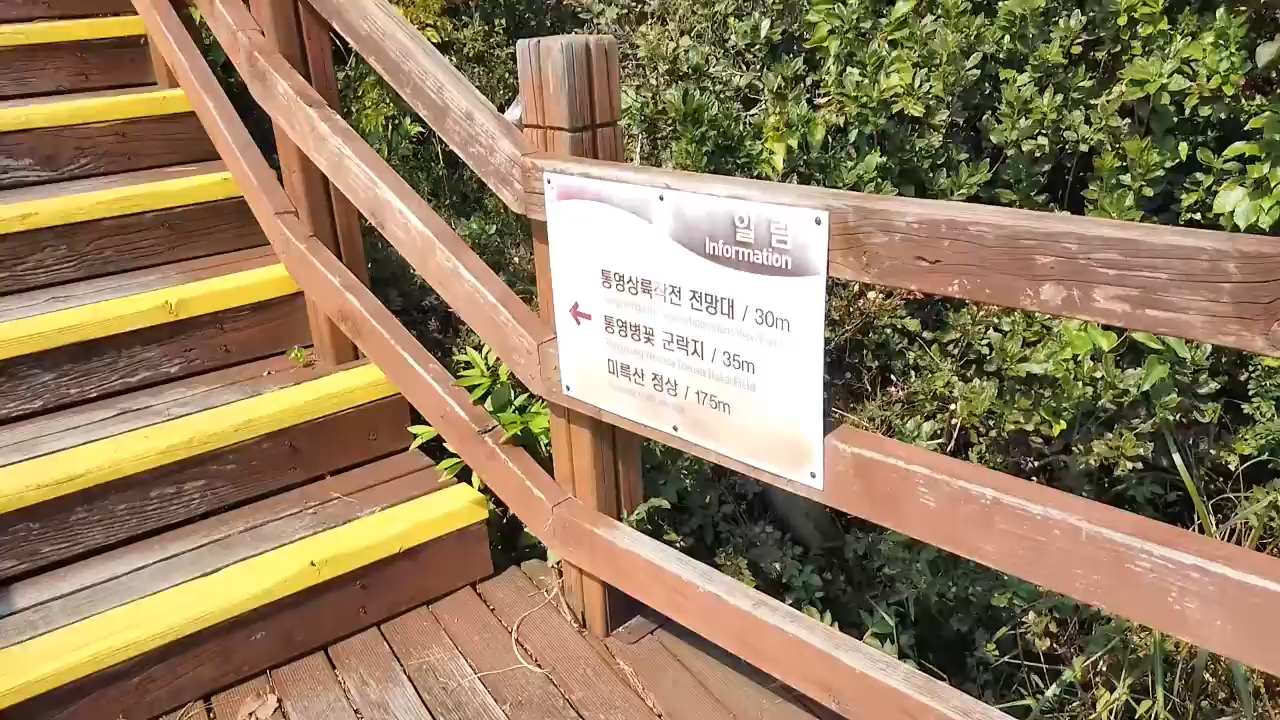 알 림
Information
통영상륙작전 전망대 / 30m
통영병꽃 군락지 / 35m
미륵산 정상 / 175m